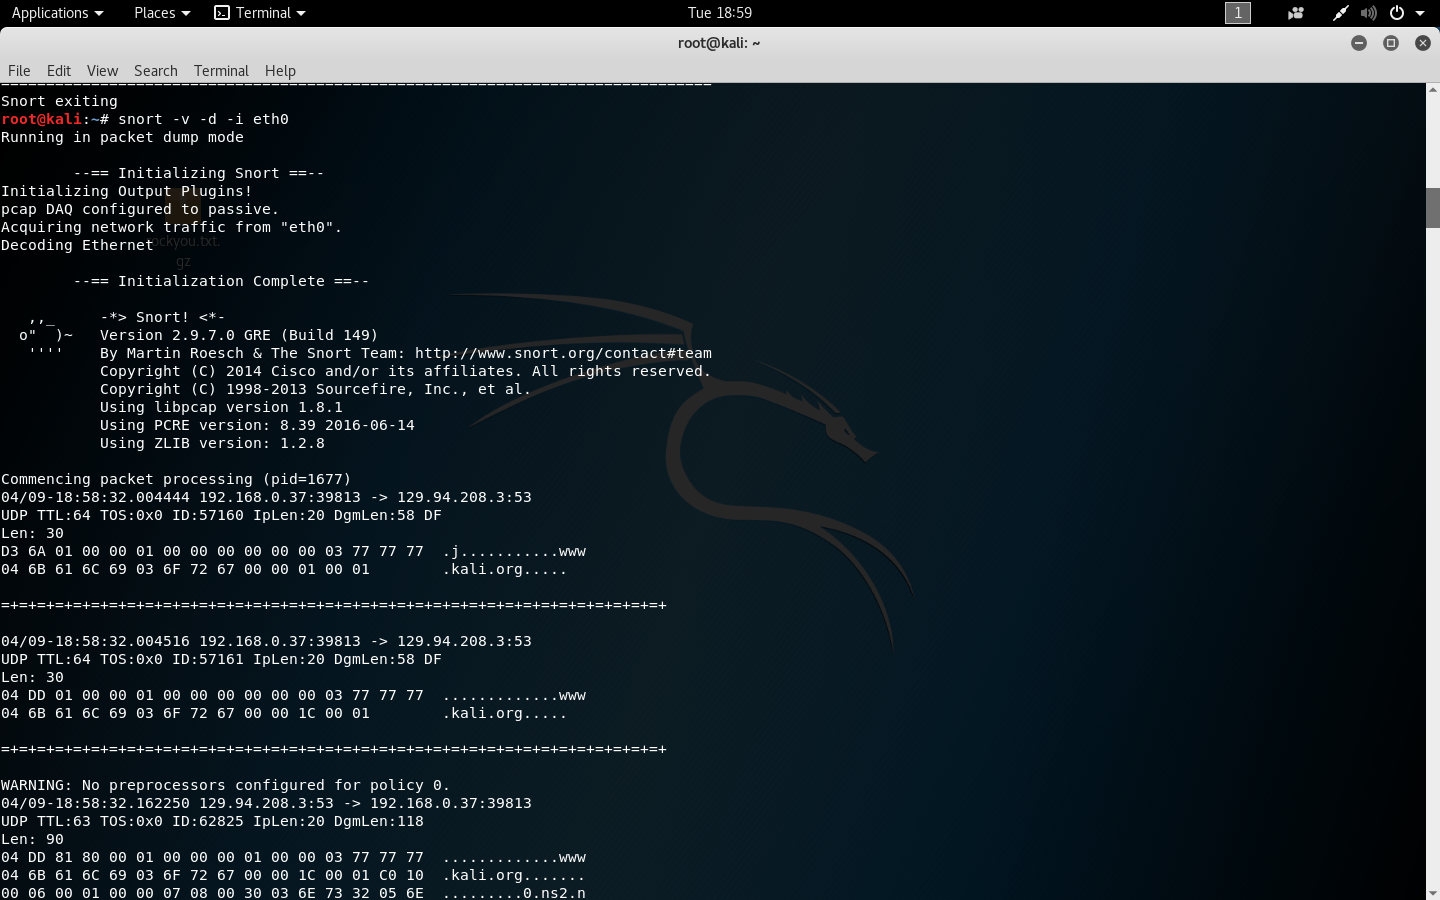 Applications Places Terminal Tue 18:59 1
root@kali: ~
File Edit View Search Terminal Help
===============================================================================
Snort exiting
root@kali:~# snort -v -d -i eth0
Running in packet dump mode
--== Initializing Snort ==--
Initializing Output Plugins!
pcap DAQ configured to passive.
Acquiring network traffic from "eth0".
Decoding Ethernet
ockyou.txt.
gz
--== Initialization Complete ==--
,,_ -*> Snort! <*-
o" )~ Version 2.9.7.0 GRE (Build 149)
'''' By Martin Roesch & The Snort Team: http://www.snort.org/contact#team
Copyright (C) 2014 Cisco and/or its affiliates. All rights reserved.
Copyright (C) 1998-2013 Sourcefire, Inc., et al.
Using libpcap version 1.8.1
Using PCRE version: 8.39 2016-06-14
Using ZLIB version: 1.2.8
Commencing packet processing (pid=1677)
04/09-18:58:32.004444 192.168.0.37:39813 -> 129.94.208.3:53
UDP TTL:64 TOS:0x0 ID:57160 IpLen:20 DgmLen:58 DF
Len: 30
D3 6A 01 00 00 01 00 00 00 00 00 00 03 77 77 77 .j...........www
04 6B 61 6C 69 03 6F 72 67 00 00 01 00 01 .kali.org.....
=+=+=+=+=+=+=+=+=+=+=+=+=+=+=+=+=+=+=+=+=+=+=+=+=+=+=+=+=+=+=+=+=+=+=+=+=+
04/09-18:58:32.004516 192.168.0.37:39813 -> 129.94.208.3:53
UDP TTL:64 TOS:0x0 ID:57161 IpLen:20 DgmLen:58 DF
Len: 30
04 DD 01 00 00 01 00 00 00 00 00 00 03 77 77 77 .............www
04 6B 61 6C 69 03 6F 72 67 00 00 1C 00 01 .kali.org.....
=+=+=+=+=+=+=+=+=+=+=+=+=+=+=+=+=+=+=+=+=+=+=+=+=+=+=+=+=+=+=+=+=+=+=+=+=+
WARNING: No preprocessors configured for policy 0.
04/09-18:58:32.162250 129.94.208.3:53 -> 192.168.0.37:39813
UDP TTL:63 TOS:0x0 ID:62825 IpLen:20 DgmLen:118
Len: 90
04 DD 81 80 00 01 00 00 00 01 00 00 03 77 77 77 .............www
04 6B 61 6C 69 03 6F 72 67 00 00 1C 00 01 C0 10 .kali.org.......
00 06 00 01 00 00 07 08 00 30 03 6E 73 32 05 6E .........0.ns2.n